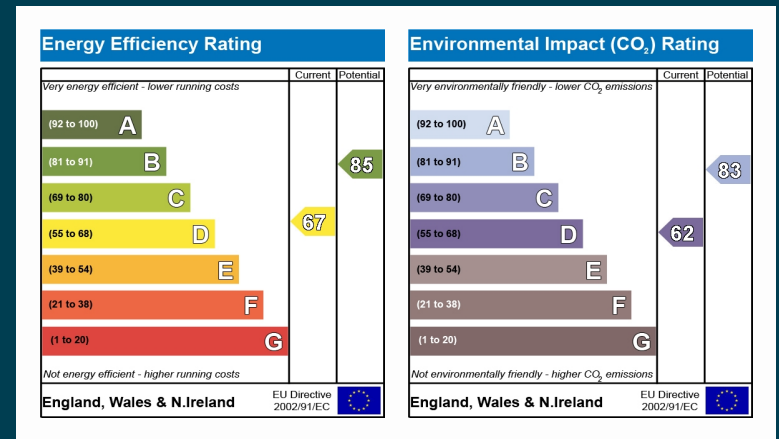 Energy Efficiency Rating
Current Potential
Very energy efficient - lower running costs
(92 to 100) A
(81 to 91) B
85
(69 to 80) C
67
(55 to 68) D
(39 to 54) E
(21 to 38) F
(1 to 20) G
Not energy efficient - higher running costs
England, Wales & N.Ireland
EU Directive
2002/91/EC
Environmental Impact (CO₂) Rating
Current Potential
Very environmentally friendly - lower CO₂ emissions
(92 to 100) A
(81 to 91) B
83
(69 to 80) C
(55 to 68) D
62
(39 to 54) E
(21 to 38) F
(1 to 20) G
Not environmentally friendly - higher CO₂ emissions
England, Wales & N.Ireland
EU Directive
2002/91/EC